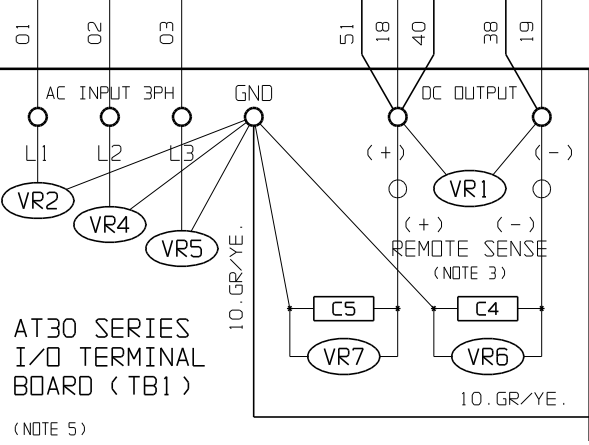 01 02 03 51 18 40 38 19
AC INPUT 3PH GND DC OUTPUT
L1 L2 L3 (+) (-)
VR2 VR4 VR5 VR1
(+) (-)
REMOTE SENSE
(NOTE 3)
10.GR/YE.
C5 C4
VR7 VR6
10.GR/YE.
AT30 SERIES
I/O TERMINAL
BOARD (TB1)
(NOTE 5)